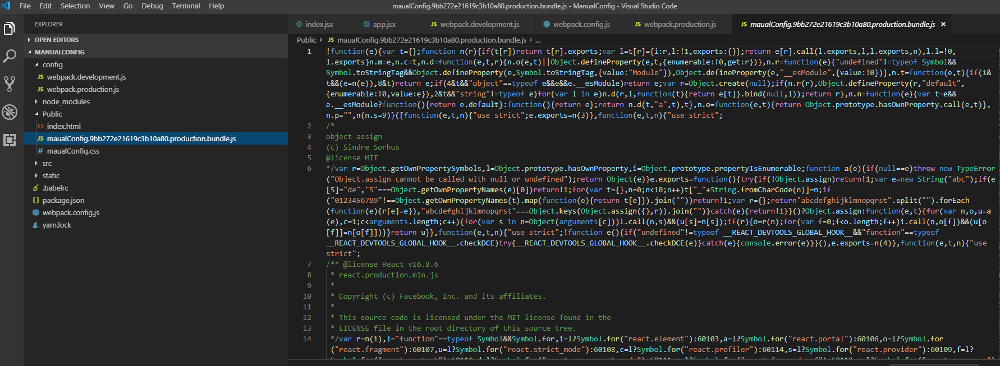 File Edit Selection View Go Debug Terminal Help
maualConfig.9bb272e21619c3b10a80.production.bundle.js - ManualConfig - Visual Studio Code
EXPLORER
OPEN EDITORS
MANUALCONFIG
config
JS webpack.development.js
JS webpack.production.js
node_modules
Public
<> index.html
JS maualConfig.9bb272e21619c3b10a80.production.bundle.js
# maualConfig.css
src
static
6 .babelrc
{} package.json
webpack.config.js
yarn.lock
index.jsx
app.jsx
JS webpack.development.js
webpack.config.js
JS webpack.production.js
JS maualConfig.9bb272e21619c3b10a80.production.bundle.js ×
Public JS maualConfig.9bb272e21619c3b10a80.production.bundle.js ...
1 !function(e){var t={};function n(r){if(t[r])return t[r].exports;var l=t[r]={i:r,l:!1,exports:{}};return e[r].call(l.exports,l,l.exports,n),l.l=!0,
l.exports}n.m=e,n.c=t,n.d=function(e,t,r){n.o(e,t)||Object.defineProperty(e,t,{enumerable:!0,get:r})},n.r=function(e){"undefined"!=typeof Symbol&&
Symbol.toStringTag&&Object.defineProperty(e,Symbol.toStringTag,{value:"Module"}),Object.defineProperty(e,"__esModule",{value:!0})},n.t=function(e,t){if(1&
t&&(e=n(e)),8&t)return e;if(4&t&&"object"==typeof e&&e&&e.__esModule)return e;var r=Object.create(null);if(n.r(r),Object.defineProperty(r,"default",
{enumerable:!0,value:e}),2&t&&"string"!=typeof e)for(var l in e)n.d(r,l,function(t){return e[t]}.bind(null,l));return r},n.n=function(e){var t=e&&
e.__esModule?function(){return e.default}:function(){return e};return n.d(t,"a",t),t},n.o=function(e,t){return Object.prototype.hasOwnProperty.call(e,t)},
n.p="",n(n.s=9)}([function(e,t,n){"use strict";e.exports=n(3)},function(e,t,n){"use strict";
2 /*
3 object-assign
4 (c) Sindre Sorhus
5 @license MIT
6 */var r=Object.getOwnPropertySymbols,l=Object.prototype.hasOwnProperty,i=Object.prototype.propertyIsEnumerable;function a(e){if(null==e)throw new TypeError
("Object.assign cannot be called with null or undefined");return Object(e)}e.exports=function(){try{if(!Object.assign)return!1;var e=new String("abc");if(e
[5]="de","5"===Object.getOwnPropertyNames(e)[0])return!1;for(var t={},n=0;n<10;n++)t["_"+String.fromCharCode(n)]=n;if
("0123456789"!==Object.getOwnPropertyNames(t).map(function(e){return t[e]}).join(""))return!1;var r={};return"abcdefghijklmnopqrst".split("").forEach
(function(e){r[e]=e}),"abcdefghijklmnopqrst"===Object.keys(Object.assign({},r)).join("")}catch(e){return!1}}()?Object.assign:function(e,t){for(var n,o,u=a
(e),c=1;c<arguments.length;c++){for(var s in n=Object(arguments[c]))l.call(n,s)&&(u[s]=n[s]);if(r){o=r(n);for(var f=0;f<o.length;f++)i.call(n,o[f])&&(u[o
[f]]=n[o[f]])}}return u}},function(e,t,n){"use strict";!function e(){if("undefined"!=typeof __REACT_DEVTOOLS_GLOBAL_HOOK__&&"function"==typeof
__REACT_DEVTOOLS_GLOBAL_HOOK__.checkDCE)try{__REACT_DEVTOOLS_GLOBAL_HOOK__.checkDCE(e)}catch(e){console.error(e)}}(),e.exports=n(4)},function(e,t,n){"use
strict";
7 /** @license React v16.8.6
8 * react.production.min.js
9 *
10 * Copyright (c) Facebook, Inc. and its affiliates.
11 *
12 * This source code is licensed under the MIT license found in the
13 * LICENSE file in the root directory of this source tree.
14 */var r=n(1),l="function"==typeof Symbol&&Symbol.for,i=l?Symbol.for("react.element"):60103,a=l?Symbol.for("react.portal"):60106,o=l?Symbol.for
("react.fragment"):60107,u=l?Symbol.for("react.strict_mode"):60108,c=l?Symbol.for("react.profiler"):60114,s=l?Symbol.for("react.provider"):60109,f=l?